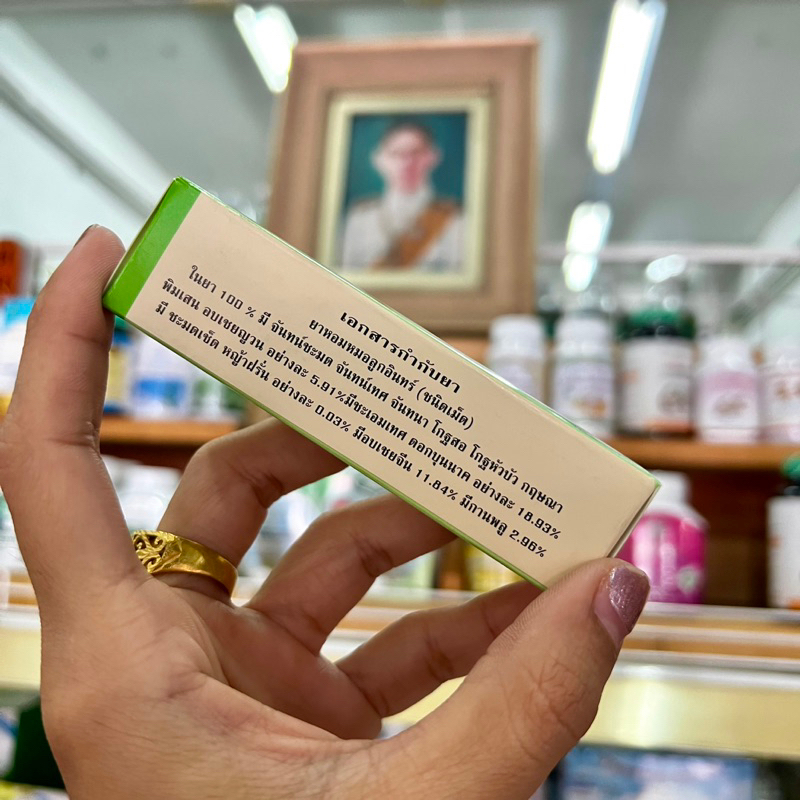 เอกสารกำกับยา
ยาหอมหมอลูกอินทร์ (ชนิดเม็ด)
ในยา 100 % มี จันทน์ชะมด จันทน์เทศ จันทนา โกฐสอ โกฐหัวบัว กฤษณา
พิมเสน อบเชยญวน อย่างละ 5.91%มีชะเอมเทศ ดอกบุนนาค อย่างละ 18.93%
มี ชะมดเช็ด หญ้าฝรั่น อย่างละ 0.03% มีอบเชยจีน 11.84% มีกานพลู 2.96%